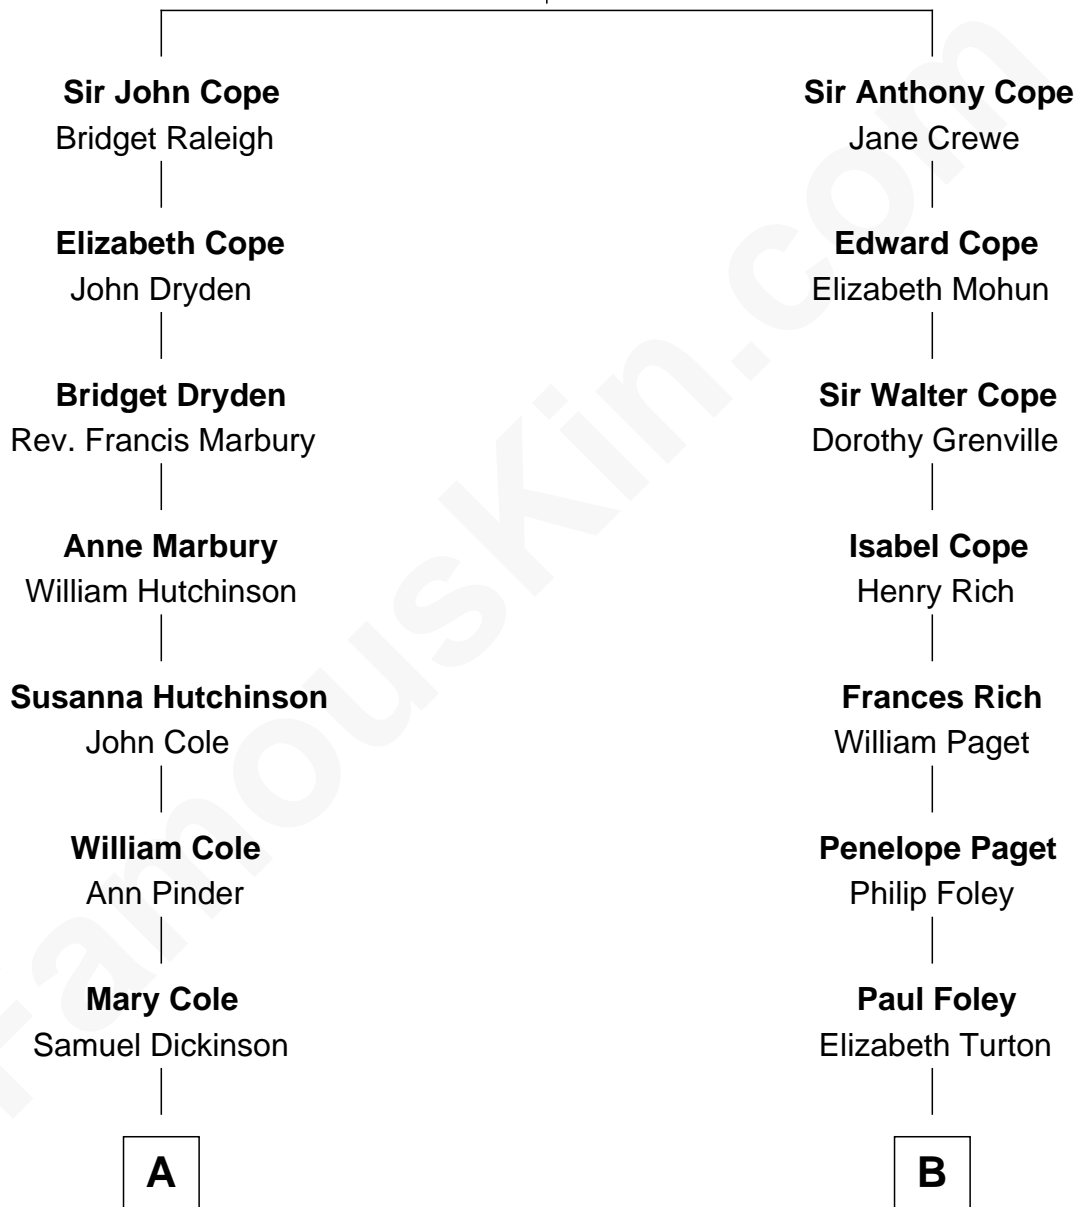 Sir John Cope
Bridget Raleigh
Elizabeth Cope
John Dryden
Bridget Dryden
Rev. Francis Marbury
Anne Marbury
William Hutchinson
Susanna Hutchinson
John Cole
William Cole
Ann Pinder
Mary Cole
Samuel Dickinson
A
Sir Anthony Cope
Jane Crewe
Edward Cope
Elizabeth Mohun
Sir Walter Cope
Dorothy Grenville
Isabel Cope
Henry Rich
Frances Rich
William Paget
Penelope Paget
Philip Foley
Paul Foley
Elizabeth Turton
B
FamousKin.com